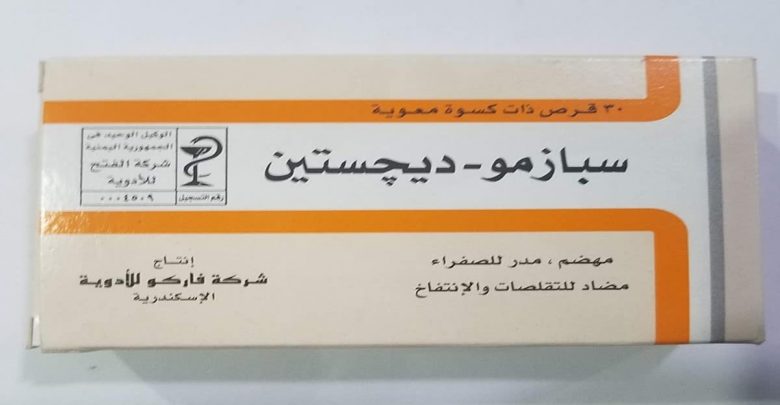 ٣٠ قرص ذات كسوة معوية
سبازمو - ديچستين
الوكيل الوحيد فى
الجمهورية اليمنية
شركة الفتح
للأدوية
رقم التسجيل
٠٠٠٤٥٠٩
مهضم ، مدر للصفراء
مضاد للتقلصات والإنتفاخ
إنتاج
شركة فاركو للأدوية
الإسكندرية